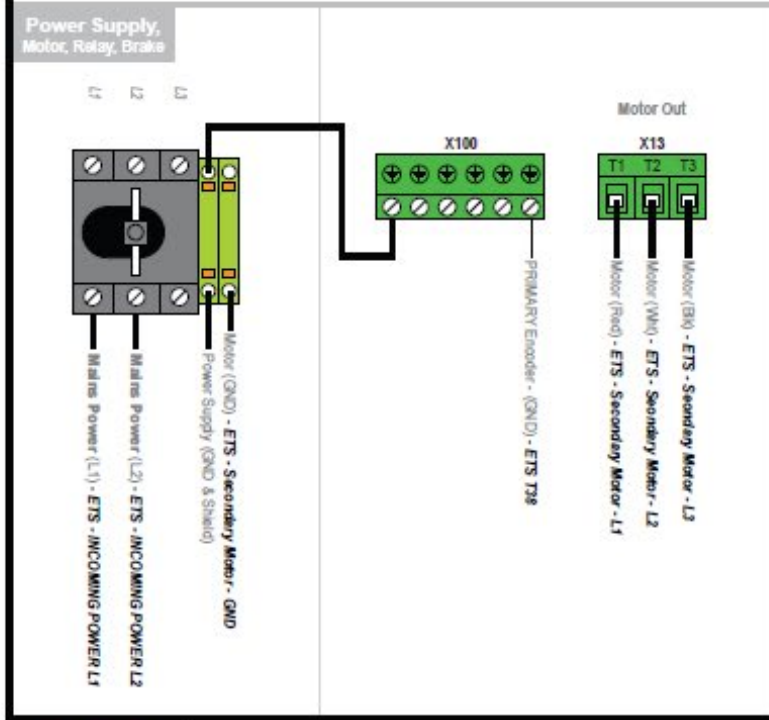 Power Supply,
Motor, Relay, Brake
L1
L2
L3
Motor Out
X100
X13
T1 T2 T3
Mains Power (L1) - ETS - INCOMING POWER L1
Mains Power (L2) - ETS - INCOMING POWER L2
Power Supply (GND & Shield)
Motor (GND) - ETS - Secondary Motor - GND
PRIMARY Encoder - (GND) - ETS T38
Motor (Red) - ETS - Secondary Motor - L1
Motor (Wht) - ETS - Seondery Motor - L2
Motor (Blk) - ETS - Seondery Motor - L3